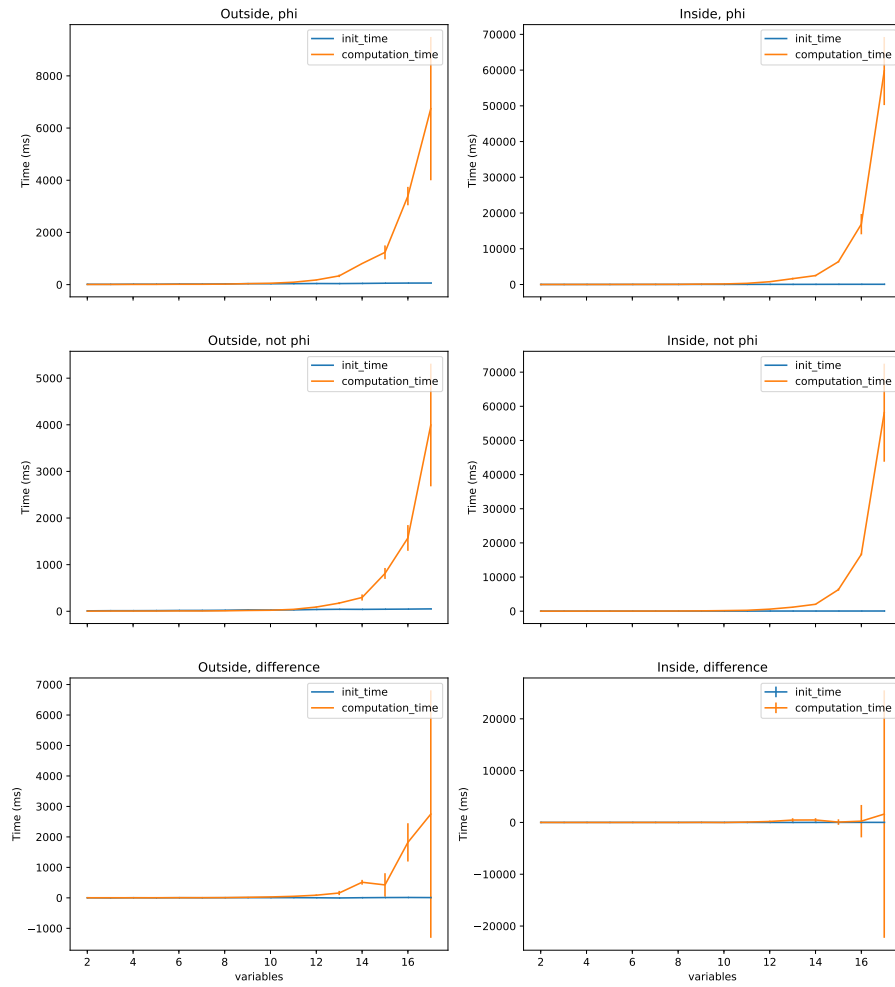 Outside, phi
Time (ms)
8000
6000
4000
2000
0
init_time
computation_time
Inside, phi
Time (ms)
70000
60000
50000
40000
30000
20000
10000
0
init_time
computation_time
Outside, not phi
Time (ms)
5000
4000
3000
2000
1000
0
init_time
computation_time
Inside, not phi
Time (ms)
70000
60000
50000
40000
30000
20000
10000
0
init_time
computation_time
Outside, difference
Time (ms)
7000
6000
5000
4000
3000
2000
1000
0
−1000
init_time
computation_time
2 4 6 8 10 12 14 16
variables
Inside, difference
Time (ms)
20000
10000
0
−10000
−20000
init_time
computation_time
2 4 6 8 10 12 14 16
variables